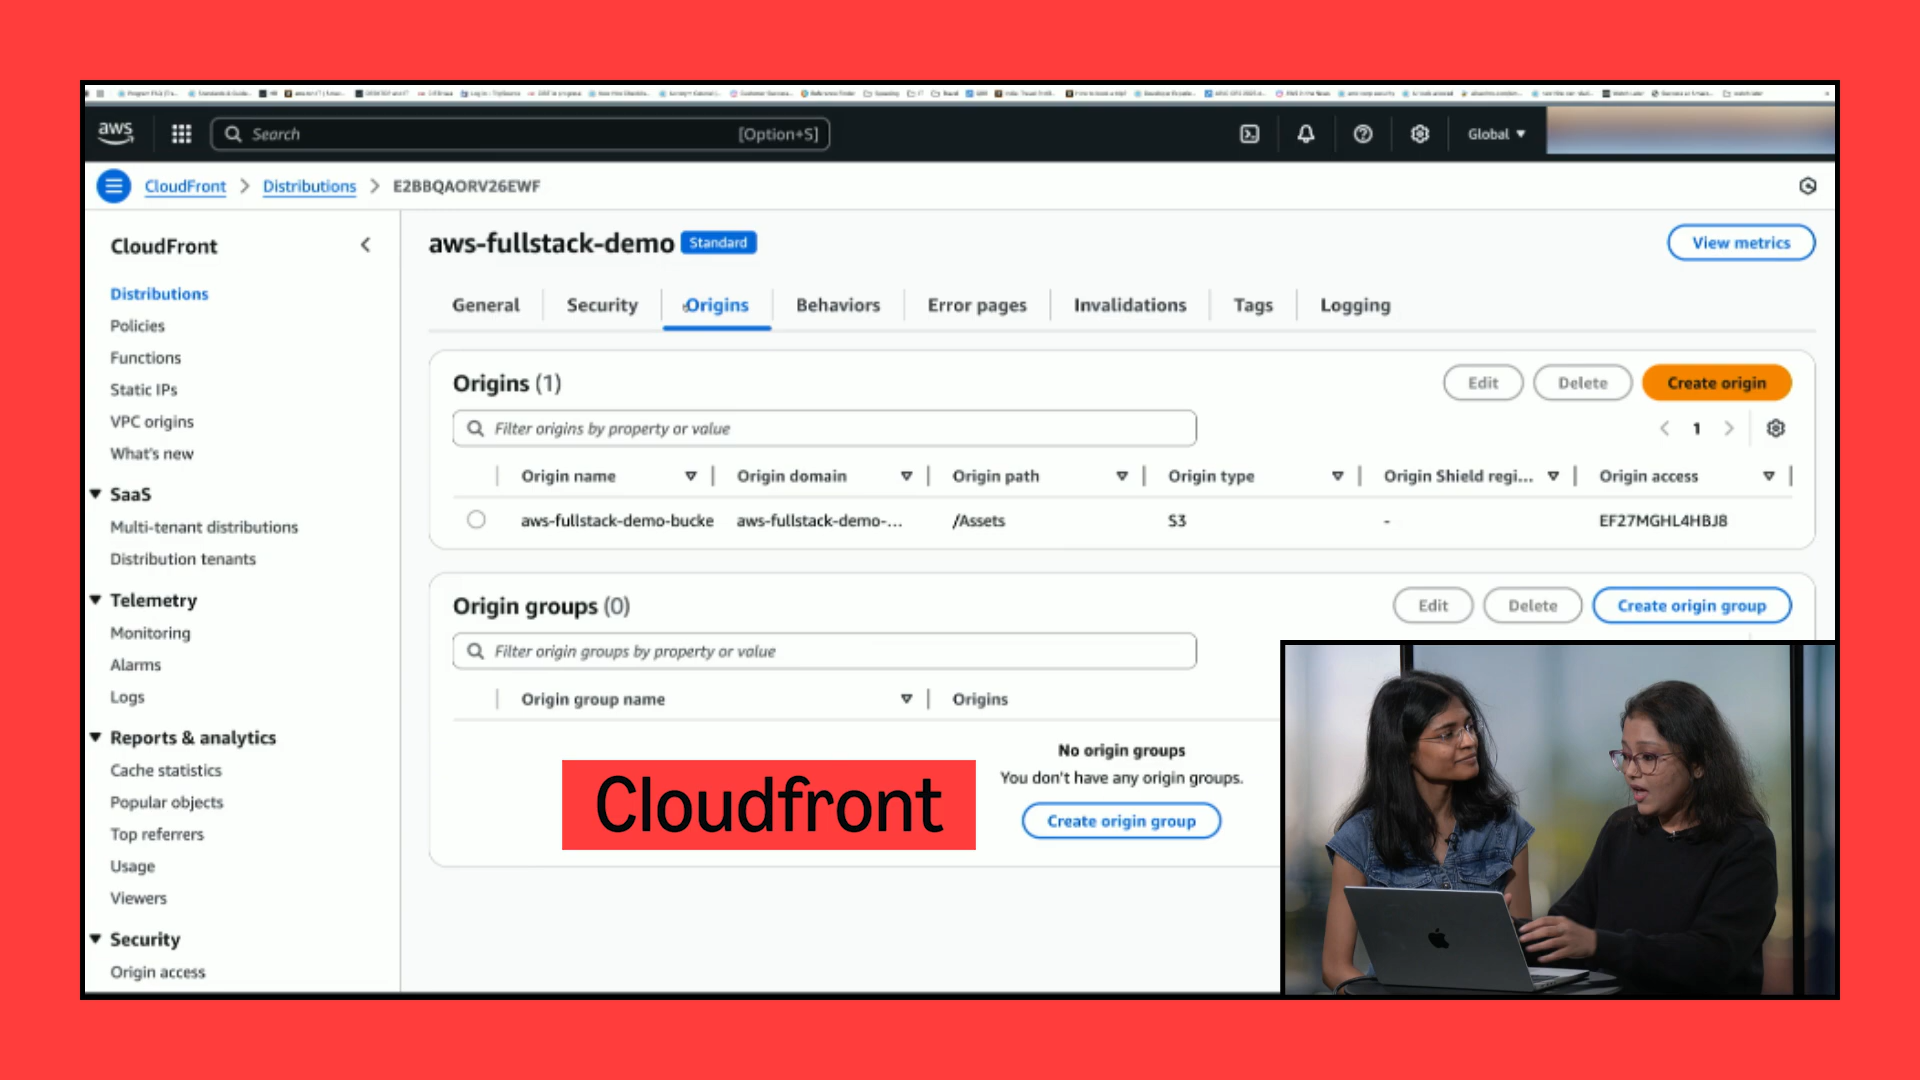 aws
Search
[Option+S]
Global
CloudFront
Distributions
E2BBQAORV26EWF
CloudFront
Distributions
Policies
Functions
Static IPs
VPC origins
What's new
SaaS
Multi-tenant distributions
Distribution tenants
Telemetry
Monitoring
Alarms
Logs
Reports & analytics
Cache statistics
Popular objects
Top referrers
Usage
Viewers
Security
Origin access
aws-fullstack-demo Standard
View metrics
General Security Origins Behaviors Error pages Invalidations Tags Logging
Origins (1)
Edit Delete Create origin
Filter origins by property or value
1
Origin name Origin domain Origin path Origin type Origin Shield regi... Origin access
aws-fullstack-demo-bucke aws-fullstack-demo-... /Assets S3 - EF27MGHL4HBJ8
Origin groups (0)
Edit Delete Create origin group
Filter origin groups by property or value
Origin group name Origins
No origin groups
You don't have any origin groups.
Create origin group
Cloudfront